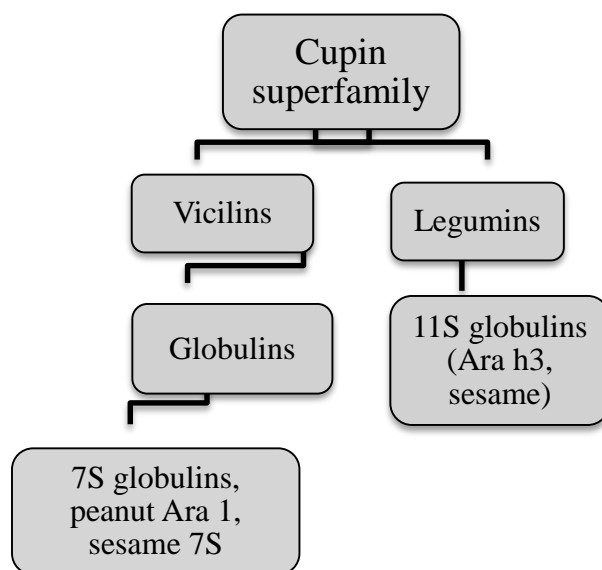 Cupin
superfamily
Vicilins
Legumins
Globulins
11S globulins
(Ara h3,
sesame)
7S globulins,
peanut Ara 1,
sesame 7S